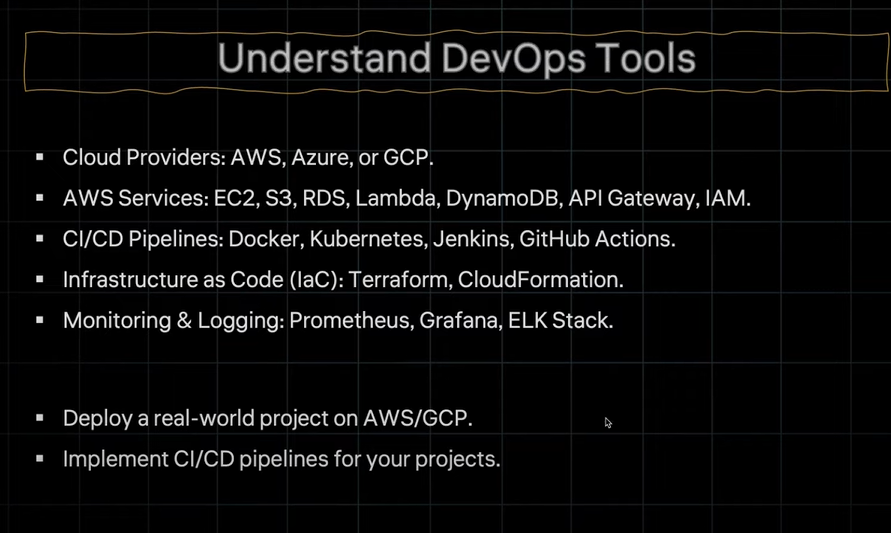 Understand DevOps Tools
▪ Cloud Providers: AWS, Azure, or GCP.
▪ AWS Services: EC2, S3, RDS, Lambda, DynamoDB, API Gateway, IAM.
▪ CI/CD Pipelines: Docker, Kubernetes, Jenkins, GitHub Actions.
▪ Infrastructure as Code (IaC): Terraform, CloudFormation.
▪ Monitoring & Logging: Prometheus, Grafana, ELK Stack.
▪ Deploy a real-world project on AWS/GCP.
▪ Implement CI/CD pipelines for your projects.